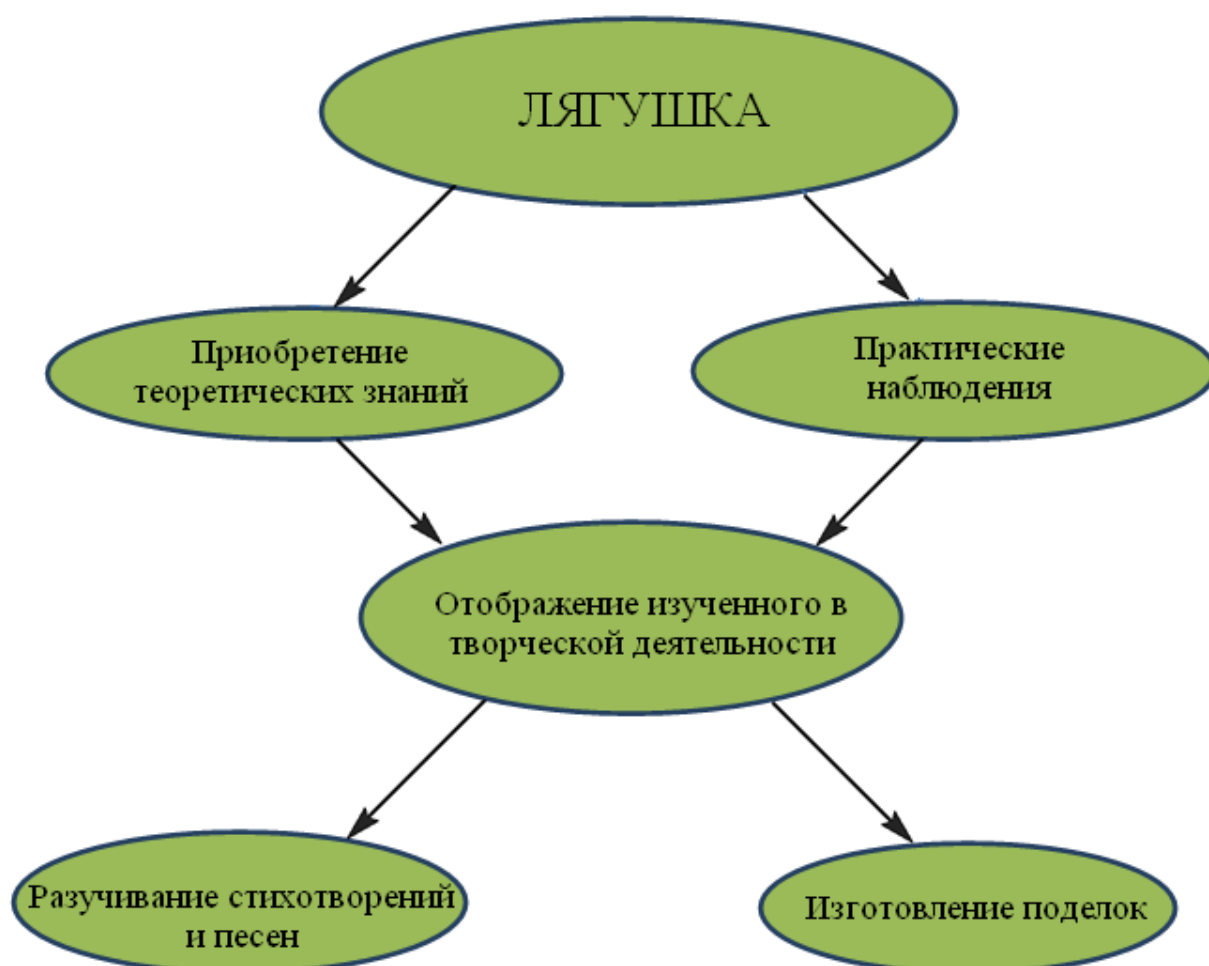 ЛЯГУШКА
Приобретение
теоретических знаний
Практические
наблюдения
Отображение изученного в
творческой деятельности
Разучивание стихотворений
и песен
Изготовление поделок